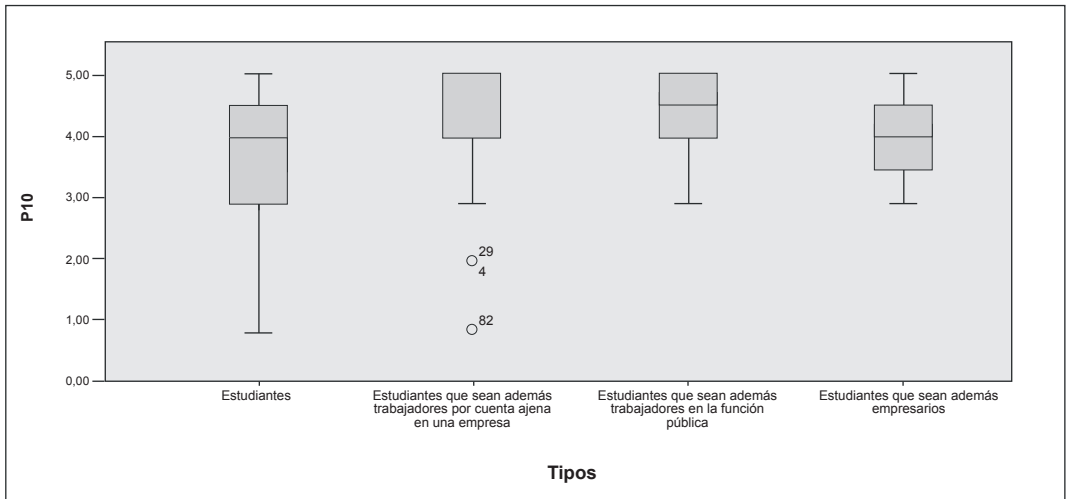 P10
5,00
4,00
3,00
2,00
1,00
0,00
29
4
82
Estudiantes
Estudiantes que sean además
trabajadores por cuenta ajena
en una empresa
Estudiantes que sean además
trabajadores en la función
pública
Estudiantes que sean además
empresarios
Tipos